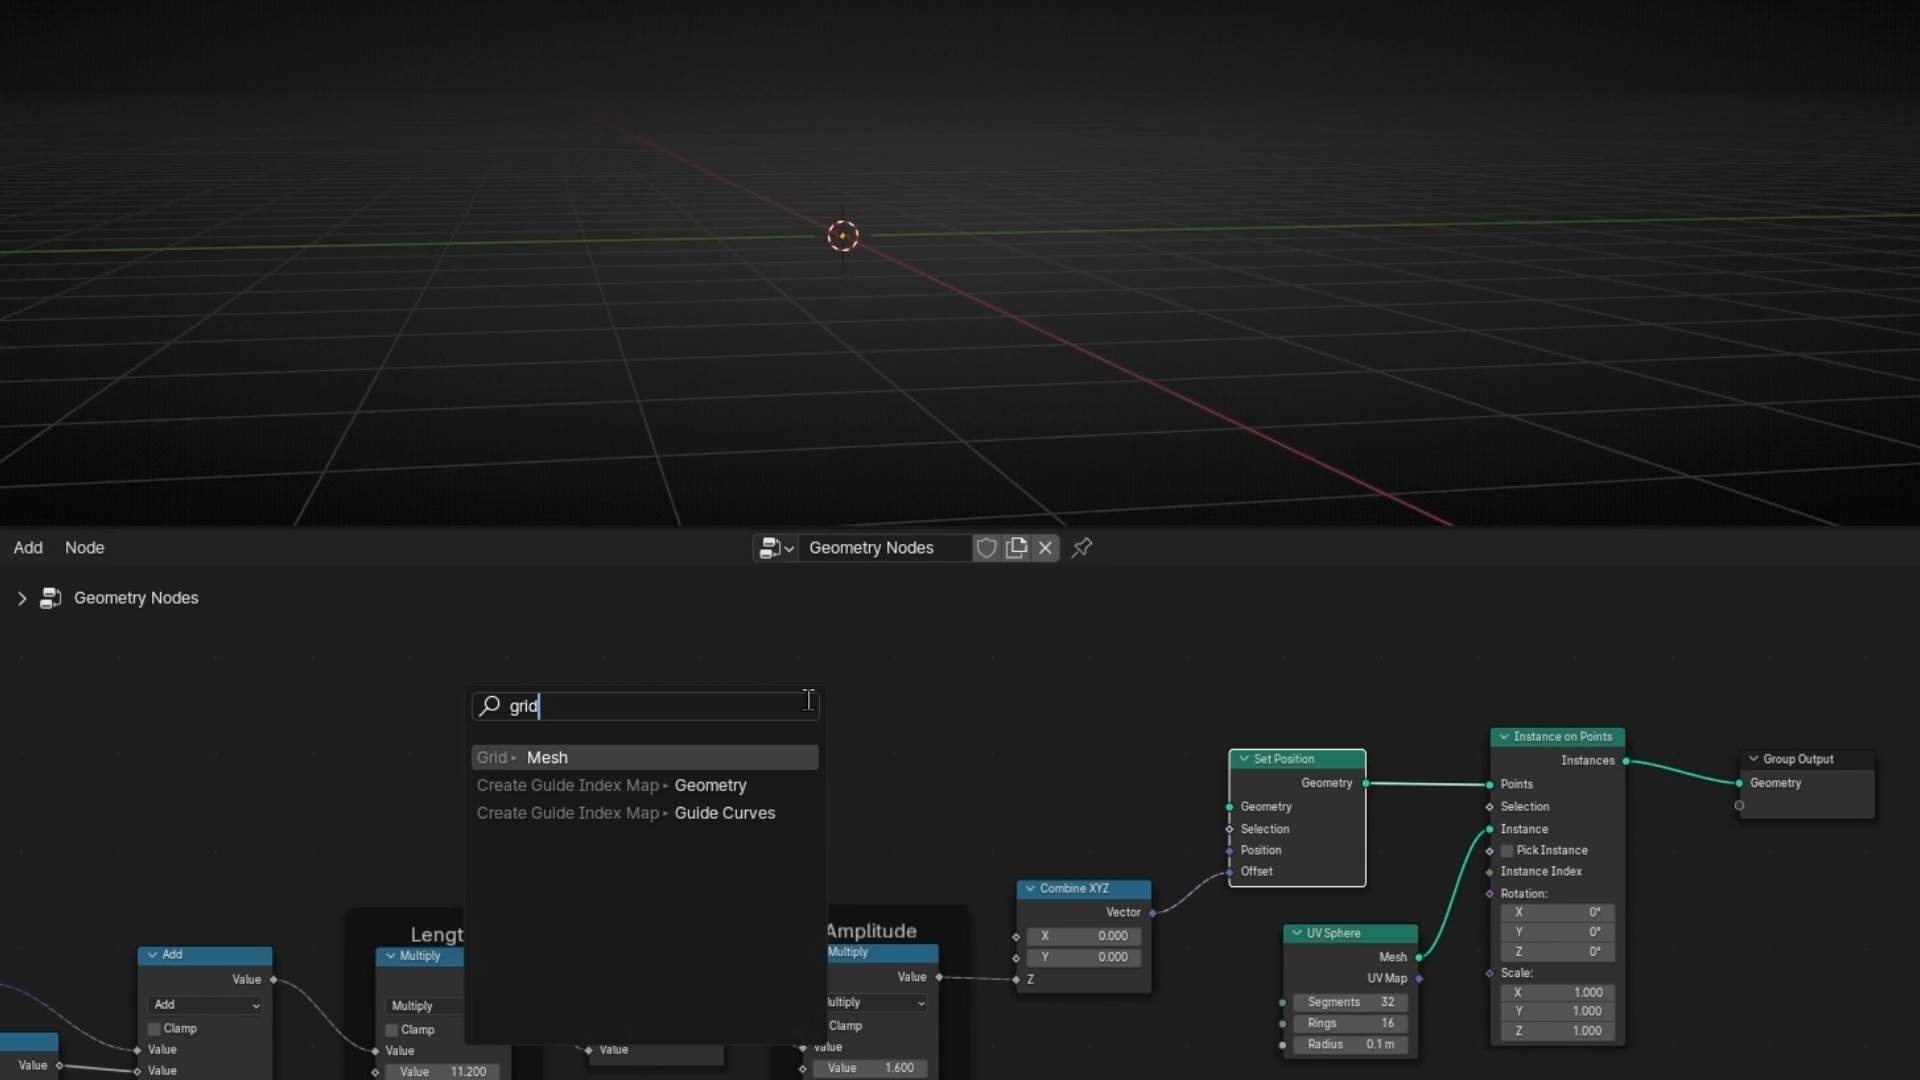 Add Node Geometry Nodes
Geometry Nodes
grid
Grid ▸ Mesh
Create Guide Index Map ▸ Geometry
Create Guide Index Map ▸ Guide Curves
Value
Add
Value
Add
Clamp
Value
Value
Lengt
Multiply
Multiply
Clamp
Value
Value 11.200
Value
Amplitude
Multiply
Value
ultiply
Clamp
Value
Value 1.600
Combine XYZ
Vector
X 0.000
Y 0.000
Z
Set Position
Geometry
Geometry
Selection
Position
Offset
UV Sphere
Mesh
UV Map
Segments 32
Rings 16
Radius 0.1 m
Instance on Points
Instances
Points
Selection
Instance
Pick Instance
Instance Index
Rotation:
X 0°
Y 0°
Z 0°
Scale:
X 1.000
Y 1.000
Z 1.000
Group Output
Geometry